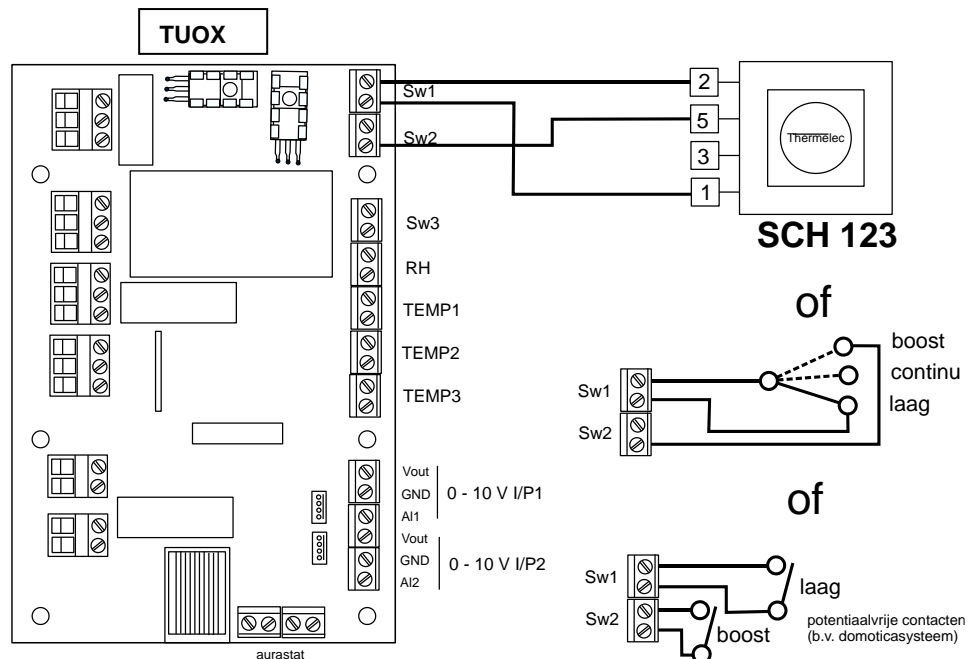 TUOX
Sw1
Sw2
Sw3
RH
TEMP1
TEMP2
TEMP3
Vout
GND
AI1
0 - 10 V I/P1
Vout
GND
AI2
0 - 10 V I/P2
aurastat
2
5
3
1
Thermelec
SCH 123
of
boost
continu
laag
Sw1
Sw2
of
Sw1
Sw2
laag
boost
potentiaalvrije contacten
(b.v. domoticasysteem)